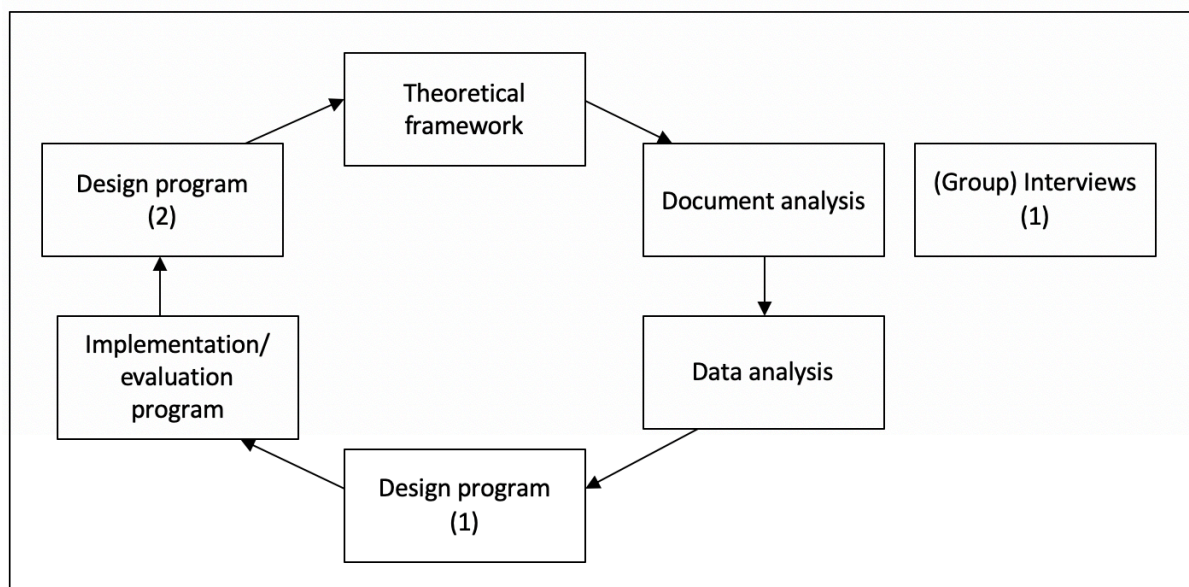 Theoretical
framework
Design program
(2)
Document analysis
(Group) Interviews
(1)
Implementation/
evaluation
program
Data analysis
Design program
(1)